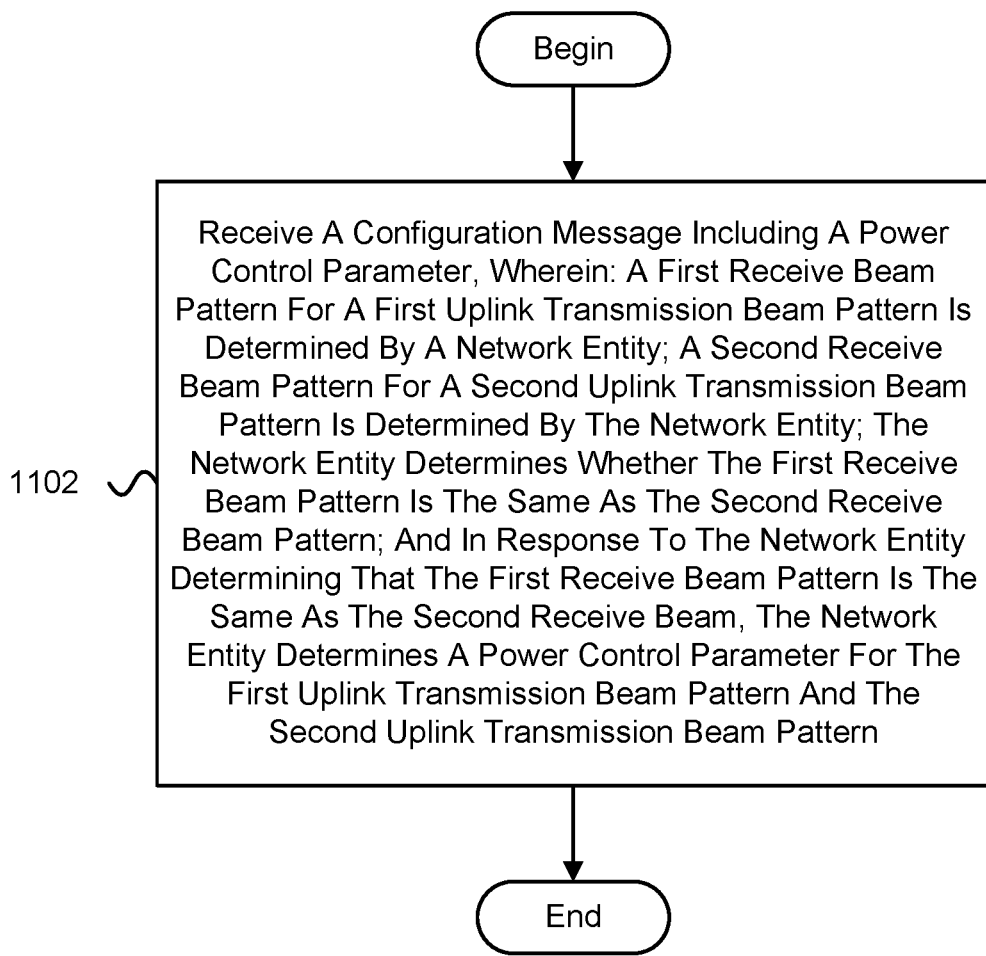 Begin
Receive A Configuration Message Including A Power
Control Parameter, Wherein: A First Receive Beam
Pattern For A First Uplink Transmission Beam Pattern Is
Determined By A Network Entity; A Second Receive
Beam Pattern For A Second Uplink Transmission Beam
Pattern Is Determined By The Network Entity; The
Network Entity Determines Whether The First Receive
Beam Pattern Is The Same As The Second Receive
Beam Pattern; And In Response To The Network Entity
Determining That The First Receive Beam Pattern Is The
Same As The Second Receive Beam, The Network
Entity Determines A Power Control Parameter For The
First Uplink Transmission Beam Pattern And The
Second Uplink Transmission Beam Pattern
1102
End